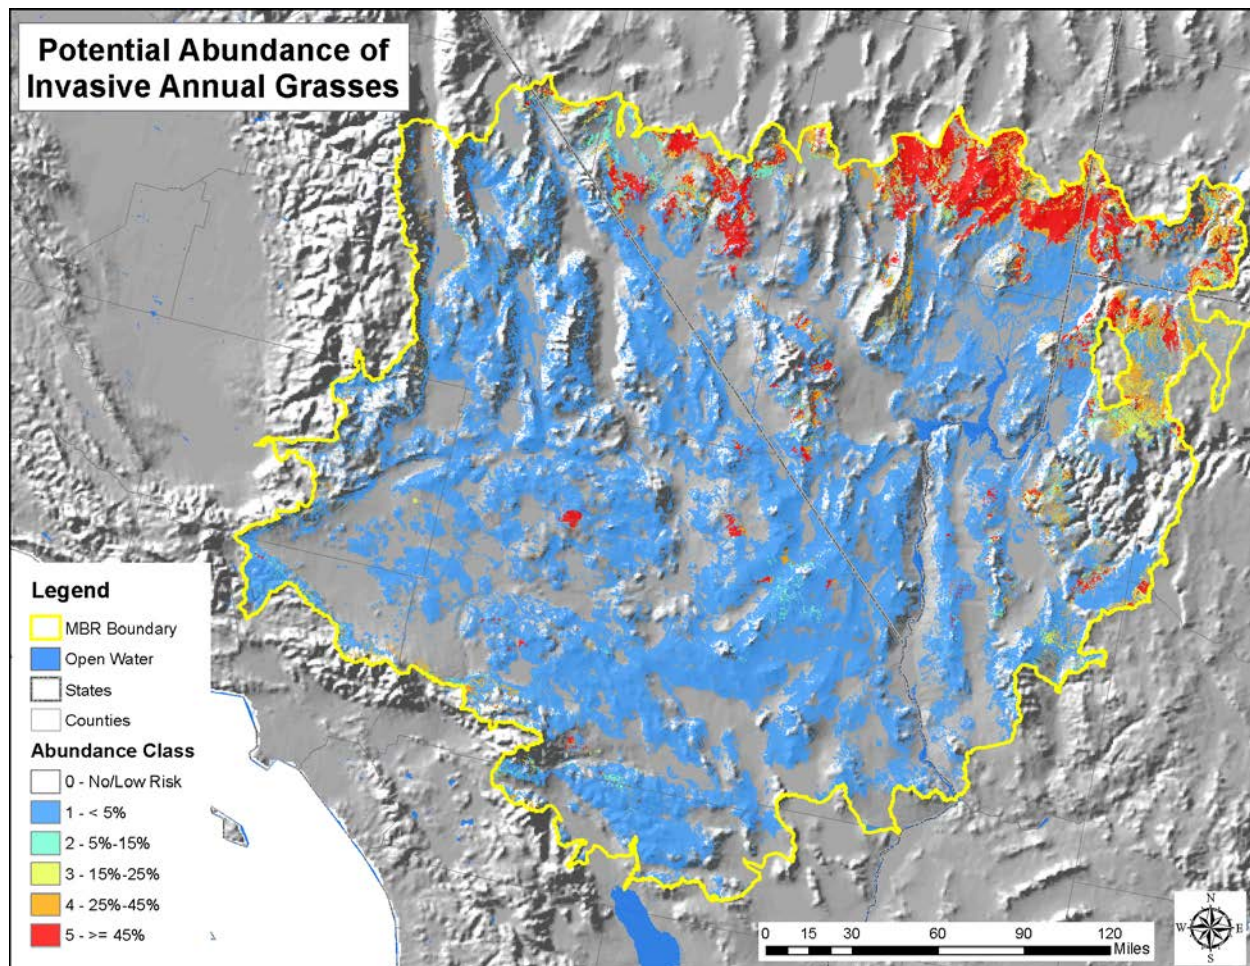 Potential Abundance of
Invasive Annual Grasses
Legend
MBR Boundary
Open Water
States
Counties
Abundance Class
0 - No/Low Risk
1 - < 5%
2 - 5%-15%
3 - 15%-25%
4 - 25%-45%
5 - >= 45%
0 15 30 60 90 120
Miles
N
W E
S